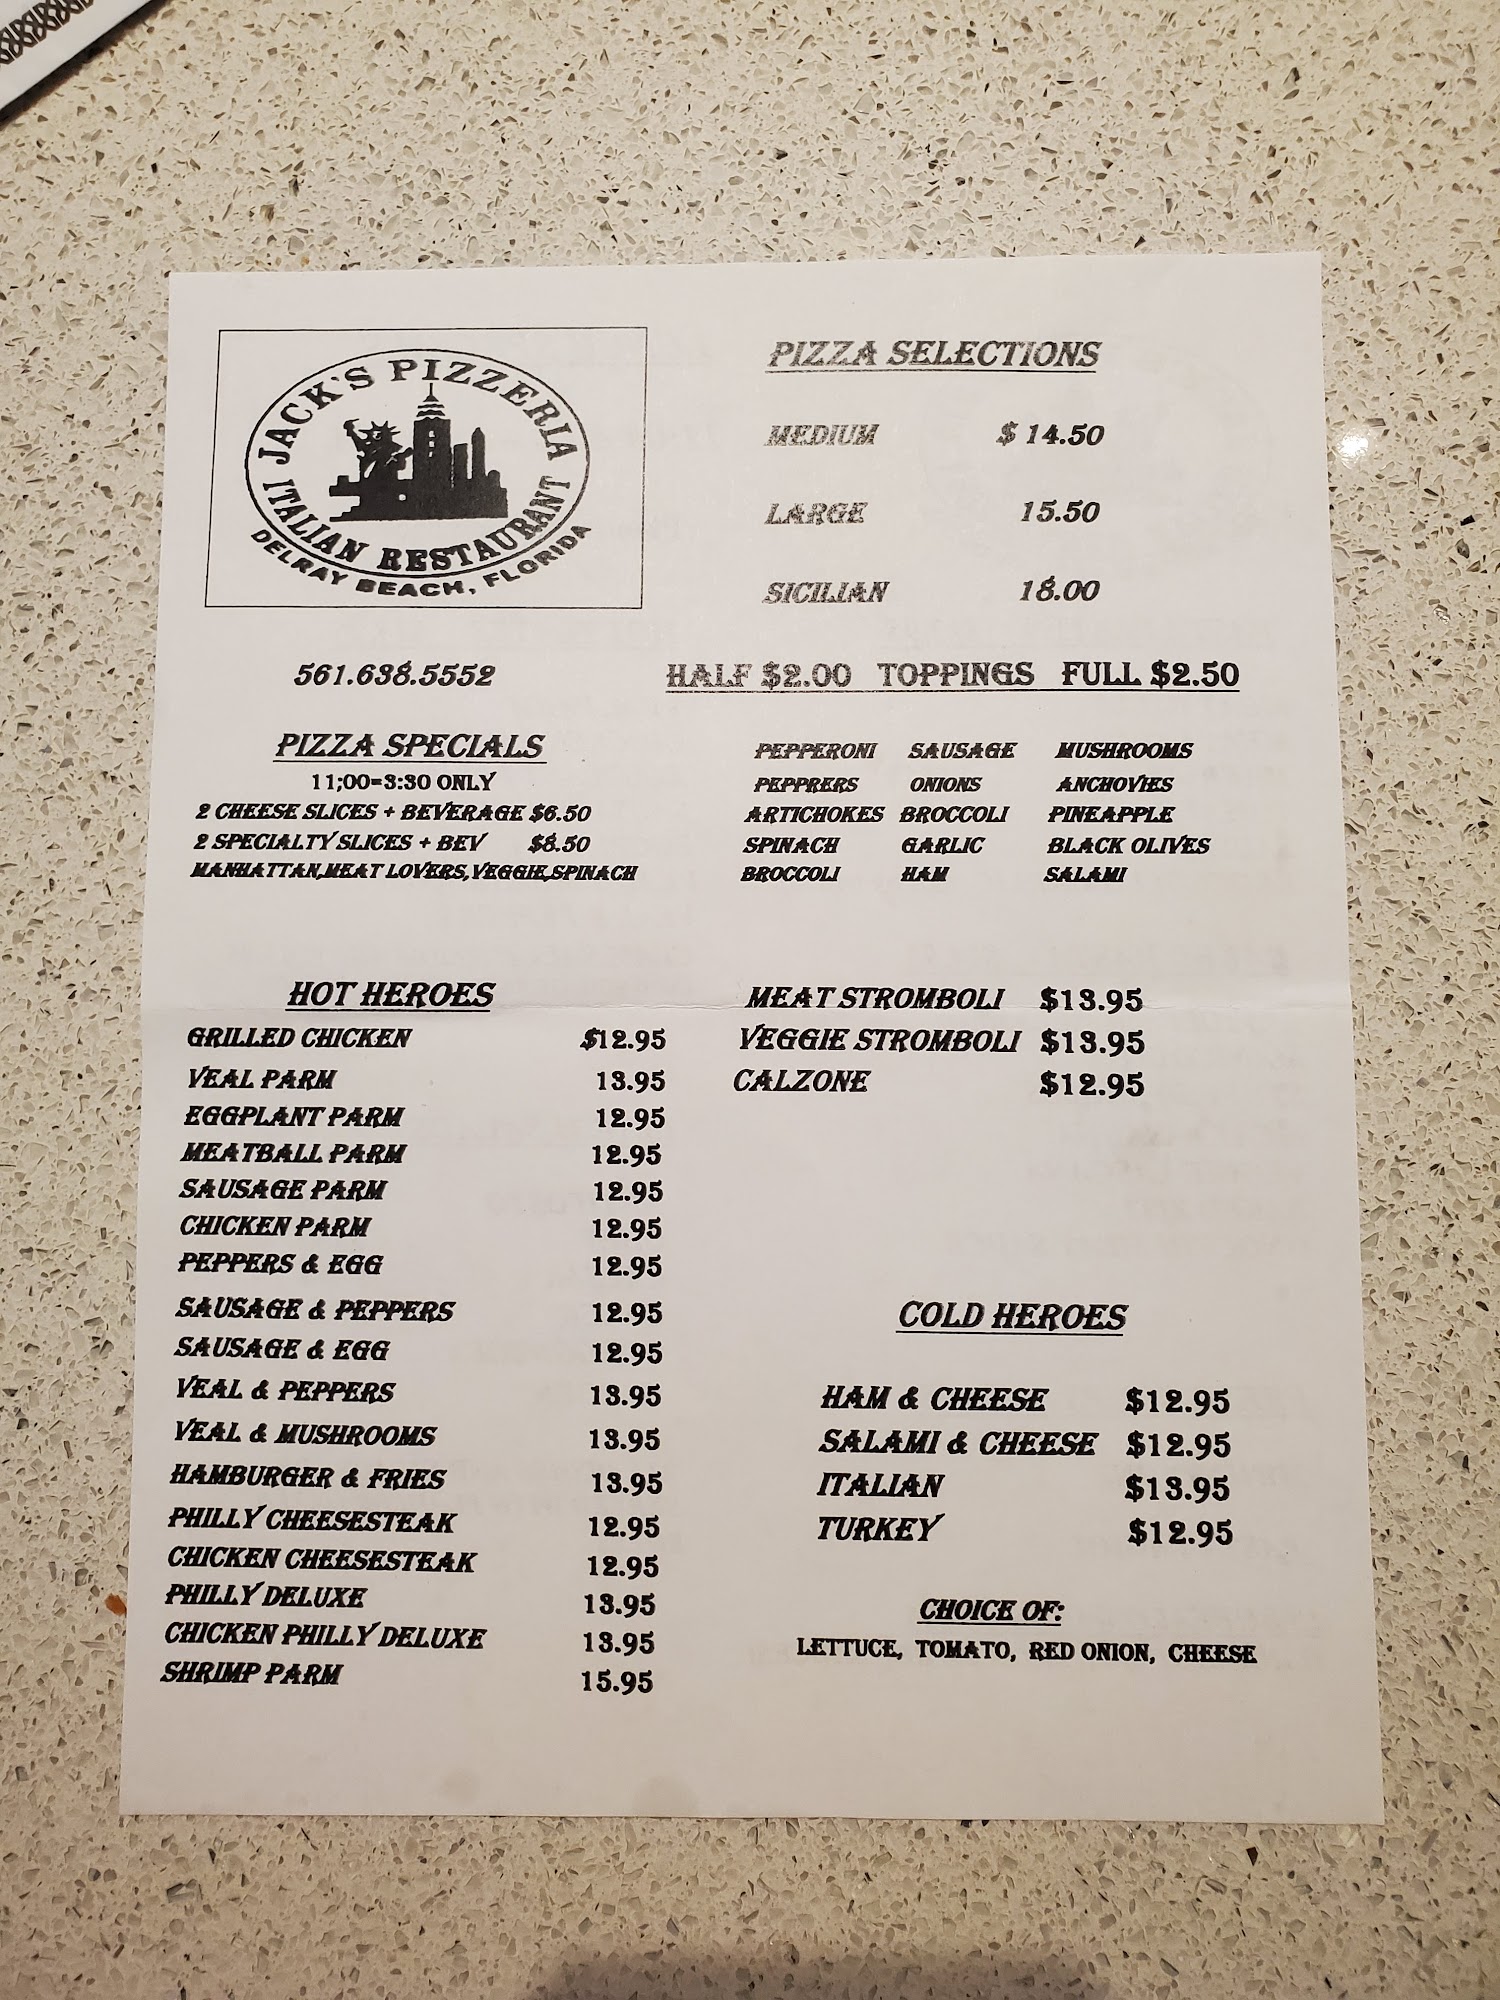 JACK'S PIZZERIA
ITALIAN RESTAURANT
DELRAY BEACH, FLORIDA
561.638.5552
PIZZA SELECTIONS
MEDIUM $ 14.50
LARGE 15.50
SICILIAN 18.00
HALF $2.00 TOPPINGS FULL $2.50
PEPPERONI SAUSAGE MUSHROOMS
PEPPRERS ONIONS ANCHOVIES
ARTICHOKES BROCCOLI PINEAPPLE
SPINACH GARLIC BLACK OLIVES
BROCCOLI HAM SALAMI
PIZZA SPECIALS
11;00=3:30 ONLY
2 CHEESE SLICES + BEVERAGE $6.50
2 SPECIALTY SLICES + BEV $8.50
MANHATTAN,MEAT LOVERS,VEGGIE,SPINACH
HOT HEROES
GRILLED CHICKEN $12.95
VEAL PARM 13.95
EGGPLANT PARM 12.95
MEATBALL PARM 12.95
SAUSAGE PARM 12.95
CHICKEN PARM 12.95
PEPPERS & EGG 12.95
SAUSAGE & PEPPERS 12.95
SAUSAGE & EGG 12.95
VEAL & PEPPERS 13.95
VEAL & MUSHROOMS 13.95
HAMBURGER & FRIES 13.95
PHILLY CHEESESTEAK 12.95
CHICKEN CHEESESTEAK 12.95
PHILLY DELUXE 13.95
CHICKEN PHILLY DELUXE 13.95
SHRIMP PARM 15.95
MEAT STROMBOLI $13.95
VEGGIE STROMBOLI $13.95
CALZONE $12.95
COLD HEROES
HAM & CHEESE $12.95
SALAMI & CHEESE $12.95
ITALIAN $13.95
TURKEY $12.95
CHOICE OF:
LETTUCE, TOMATO, RED ONION, CHEESE